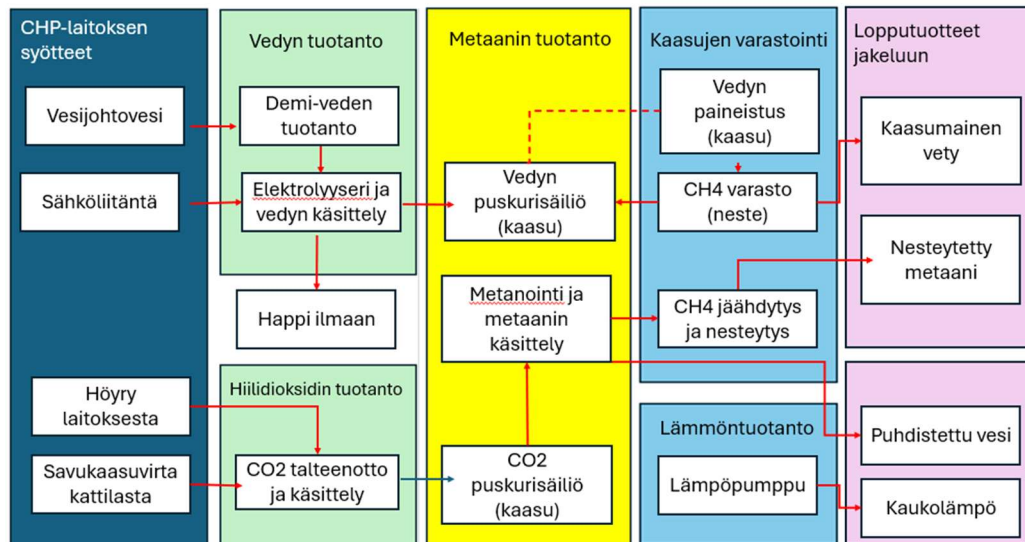 CHP-laitoksen
syötteet
Vesijohtovesi
Sähköliitäntä
Höyry
laitoksesta
Savukaasuvirta
kattilasta
Vedyn tuotanto
Demi-veden
tuotanto
Elektrolyyseri ja
vedyn käsittely
Happi ilmaan
Hiilidioksidin tuotanto
CO2 talteenotto
ja käsittely
Metaanin tuotanto
Vedyn
puskurisäiliö
(kaasu)
Metanointi ja
metaanin
käsittely
CO2
puskurisäiliö
(kaasu)
Kaasujen varastointi
Vedyn
paineistus
(kaasu)
CH4 varasto
(neste)
CH4 jäähdytys
ja nesteytys
Lämmöntuotanto
Lämpöpumppu
Lopputuotteet
jakeluun
Kaasumainen
vety
Nesteytetty
metaani
Puhdistettu vesi
Kaukolämpö